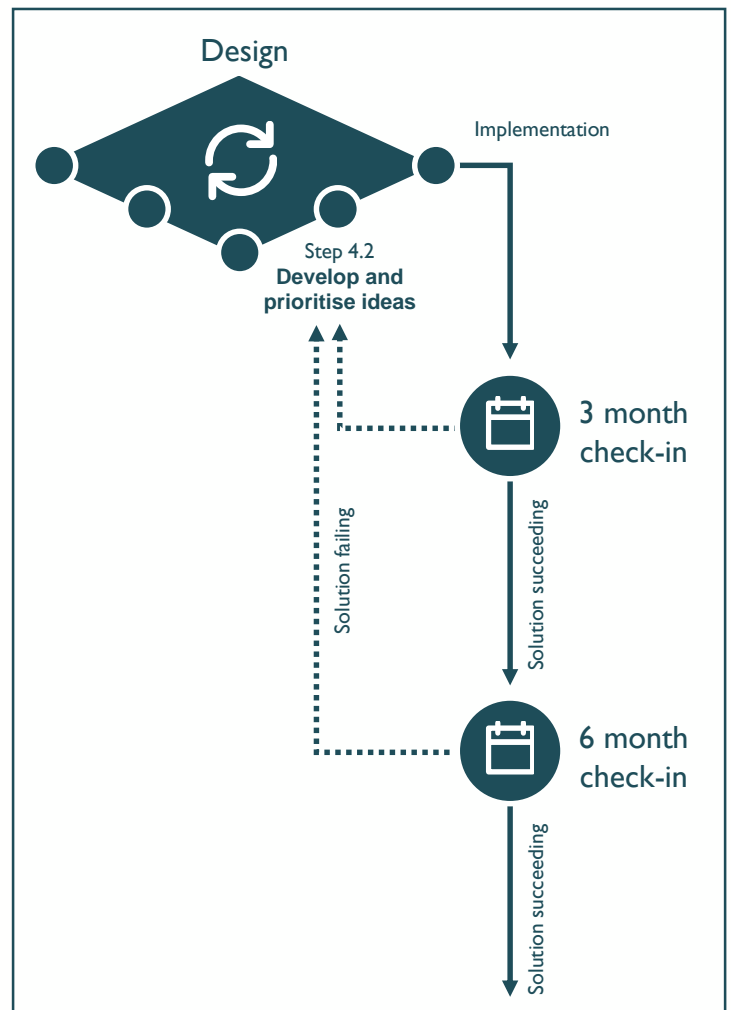 Design
Implementation
Step 4.2
Develop and
prioritise ideas
3 month
check-in
Solution failing
Solution succeeding
6 month
check-in
Solution succeeding